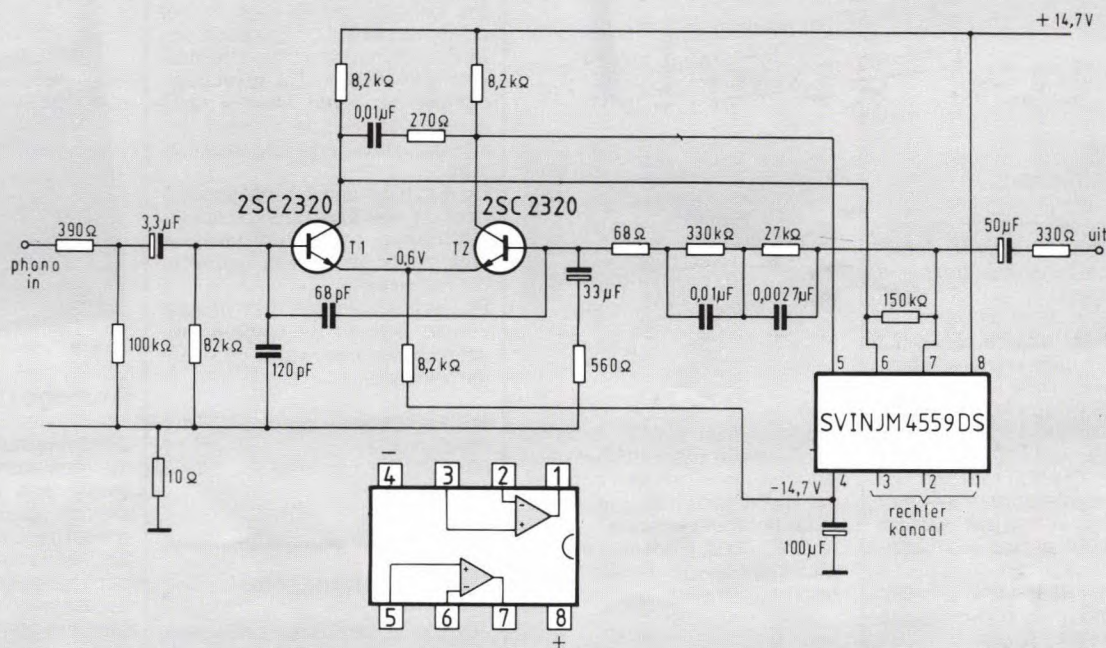 +14,7V
8,2kΩ
8,2kΩ
0,01µF
270Ω
2SC2320
2SC2320
390Ω
3,3µF
T1
T2
68Ω
330kΩ
27kΩ
50µF
330Ω
uit
phono
in
-0,6V
33µF
68pF
0,01µF
0,0027µF
150kΩ
100kΩ
82kΩ
120pF
8,2kΩ
560Ω
5
6
7
8
SVINJM4559DS
10Ω
-
4
3
2
1
-14,7V
4
3
2
1
rechter
kanaal
+
-
+
-
100µF
5
6
7
8
+